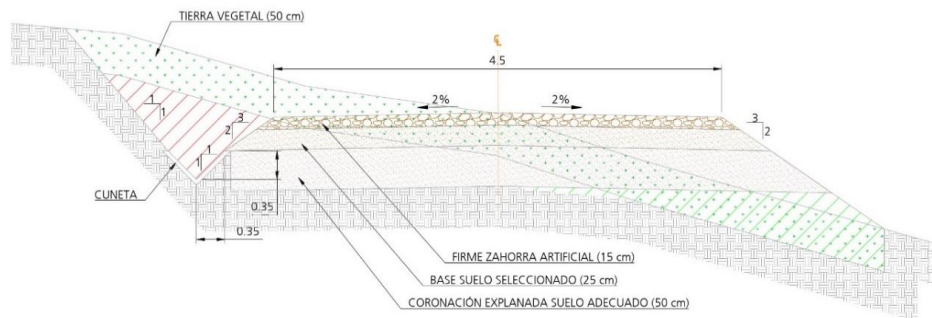 TIERRA VEGETAL (50 cm)
℄
4.5
2%
2%
3
2
3
2
1
1
1
1
CUNETA
0.35
0.35
FIRME ZAHORRA ARTIFICIAL (15 cm)
BASE SUELO SELECCIONADO (25 cm)
CORONACIÓN EXPLANADA SUELO ADECUADO (50 cm)